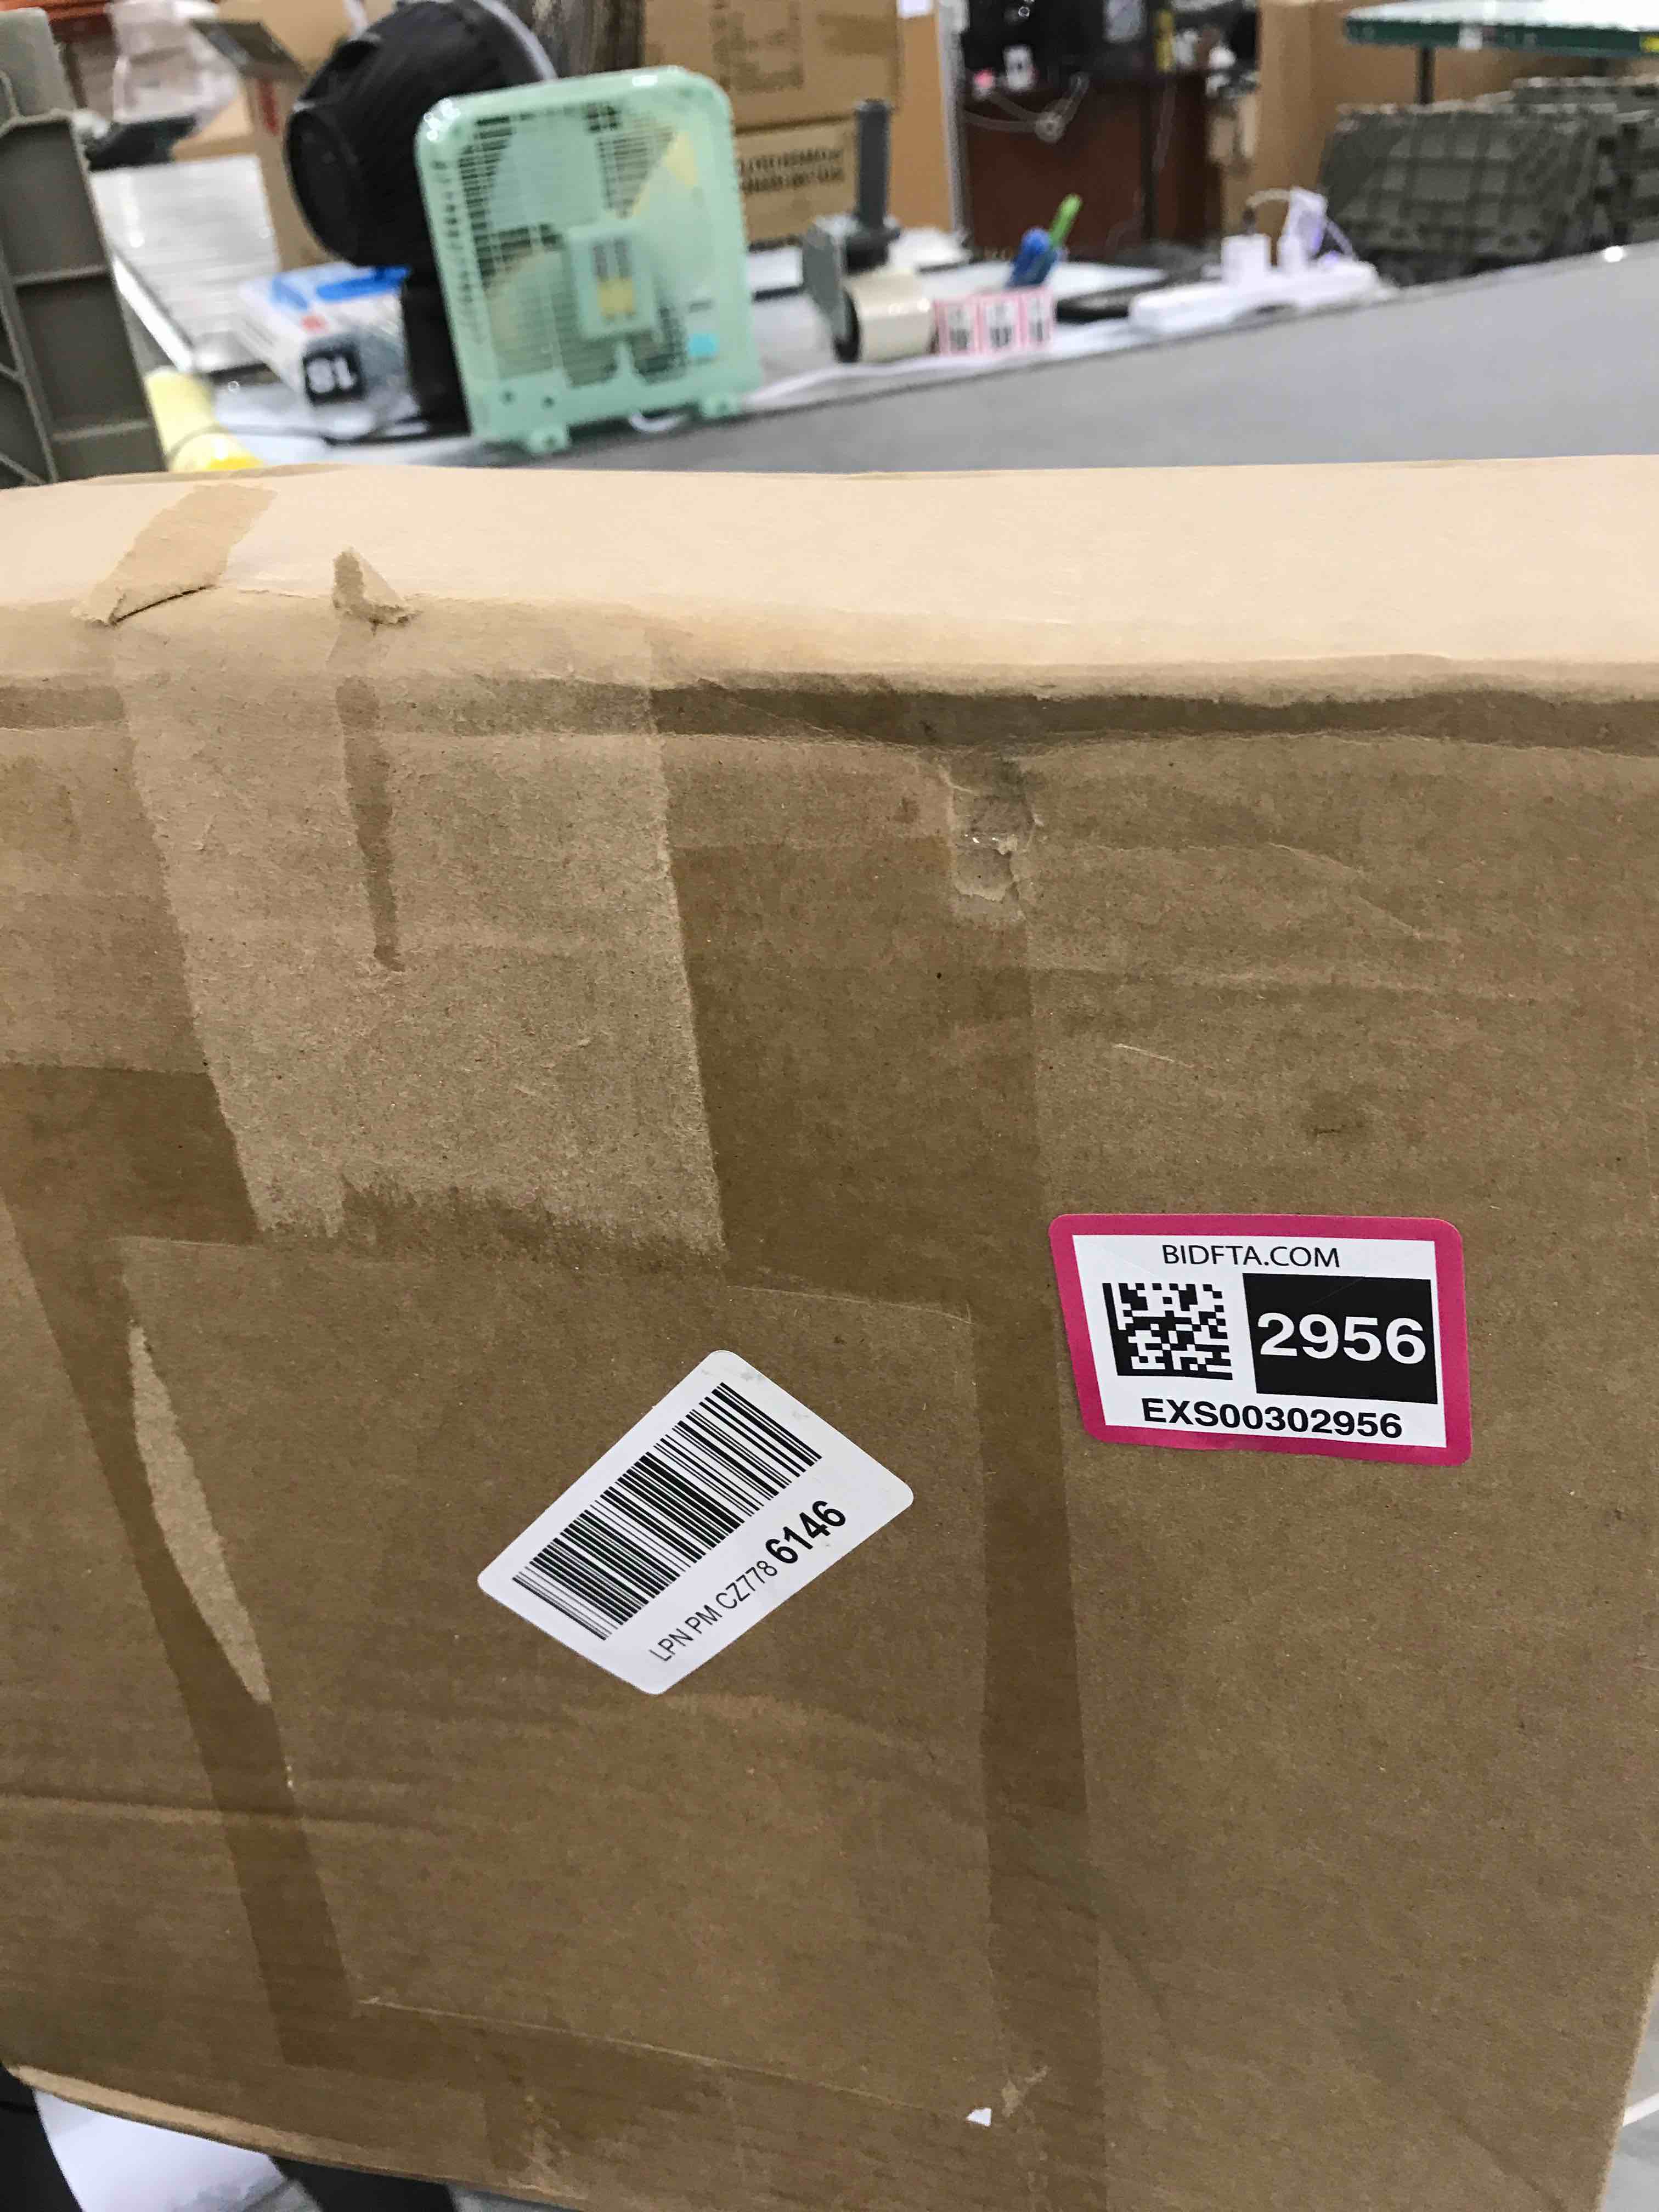 BIDFTA.COM
2956
EXS00302956
LPN PM CZ778 6146